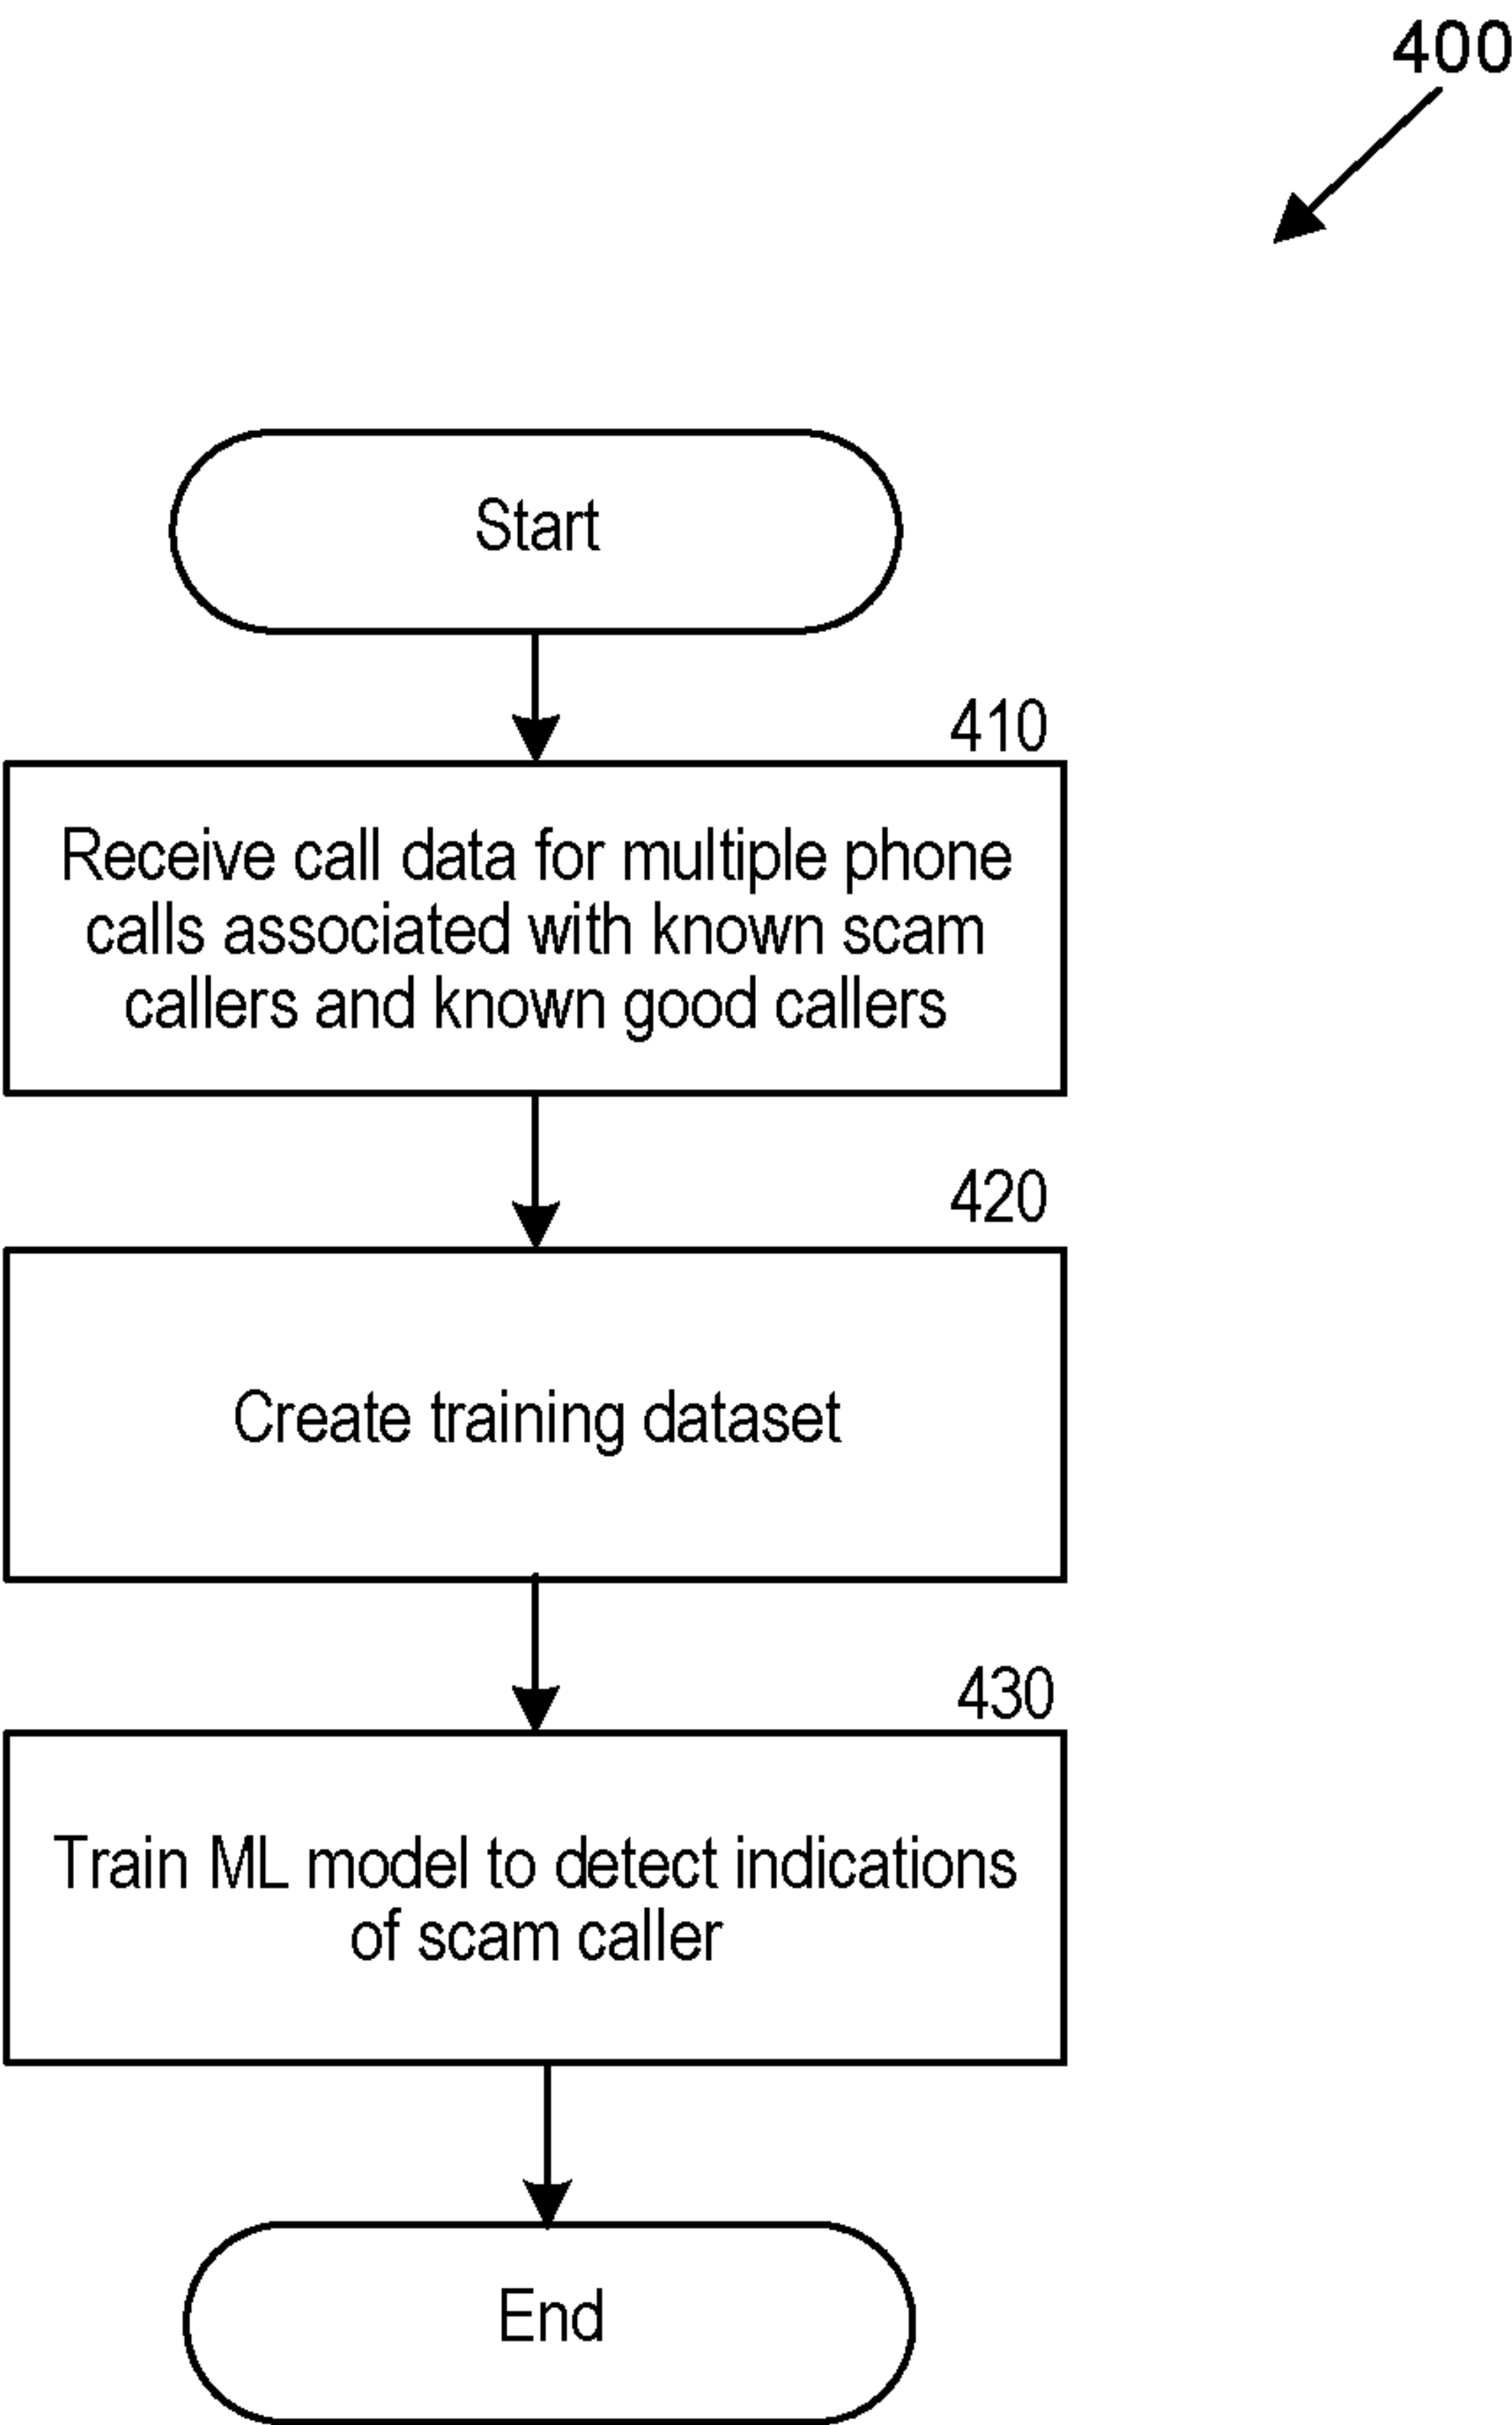 400
Start
410
Receive call data for multiple phone
calls associated with known scam
callers and known good callers
420
Create training dataset
430
Train ML model to detect indications
of scam caller
End